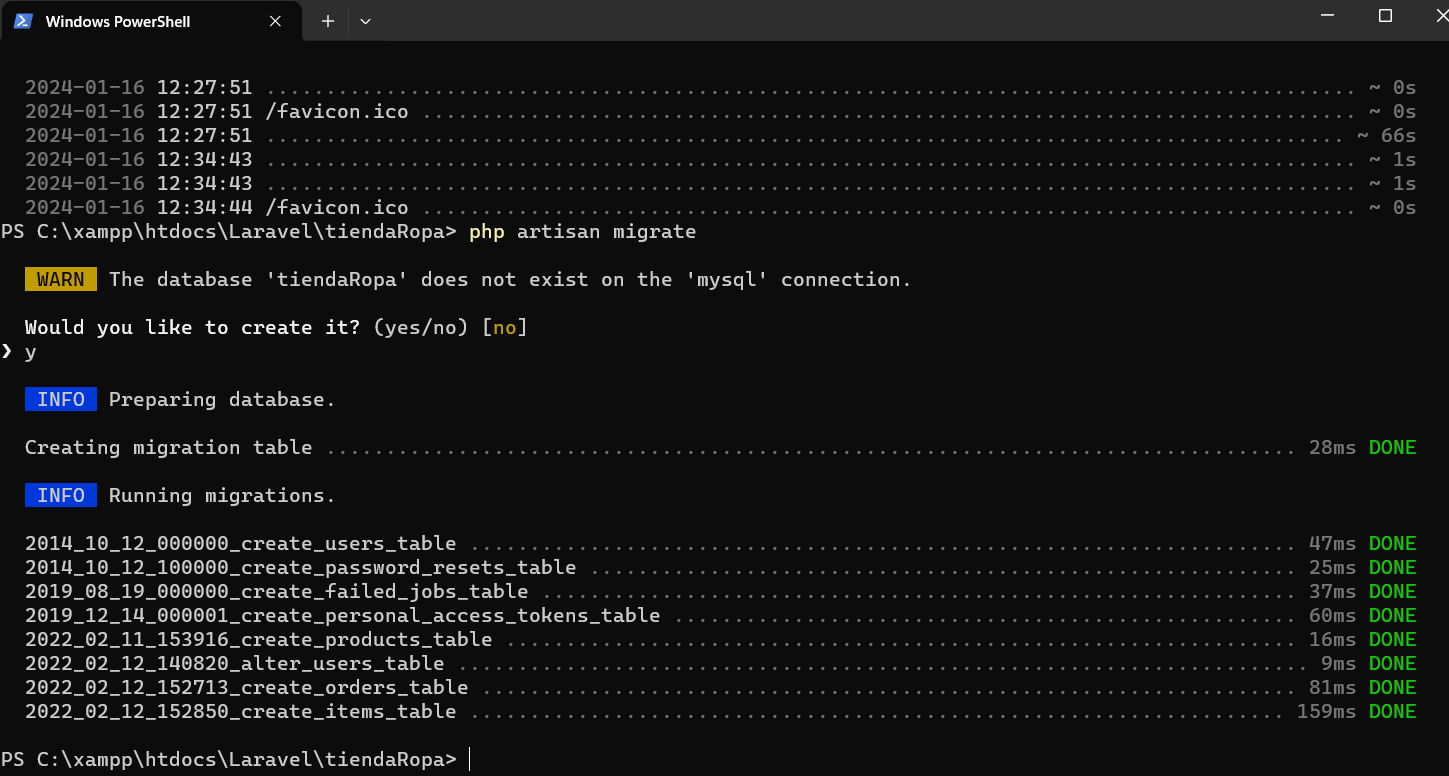 Windows PowerShell
2024-01-16 12:27:51 ........................................................................................... ~ 0s
2024-01-16 12:27:51 /favicon.ico .............................................................................. ~ 0s
2024-01-16 12:27:51 .......................................................................................... ~ 66s
2024-01-16 12:34:43 ........................................................................................... ~ 1s
2024-01-16 12:34:43 ........................................................................................... ~ 1s
2024-01-16 12:34:44 /favicon.ico .............................................................................. ~ 0s
PS C:\xampp\htdocs\Laravel\tiendaRopa> php artisan migrate
WARN The database 'tiendaRopa' does not exist on the 'mysql' connection.
Would you like to create it? (yes/no) [no]
❯ y
INFO Preparing database.
Creating migration table ................................................................................. 28ms DONE
INFO Running migrations.
2014_10_12_000000_create_users_table ..................................................................... 47ms DONE
2014_10_12_100000_create_password_resets_table ........................................................... 25ms DONE
2019_08_19_000000_create_failed_jobs_table ............................................................... 37ms DONE
2019_12_14_000001_create_personal_access_tokens_table .................................................... 60ms DONE
2022_02_11_153916_create_products_table .................................................................. 16ms DONE
2022_02_12_140820_alter_users_table ....................................................................... 9ms DONE
2022_02_12_152713_create_orders_table .................................................................... 81ms DONE
2022_02_12_152850_create_items_table .................................................................... 159ms DONE
PS C:\xampp\htdocs\Laravel\tiendaRopa>